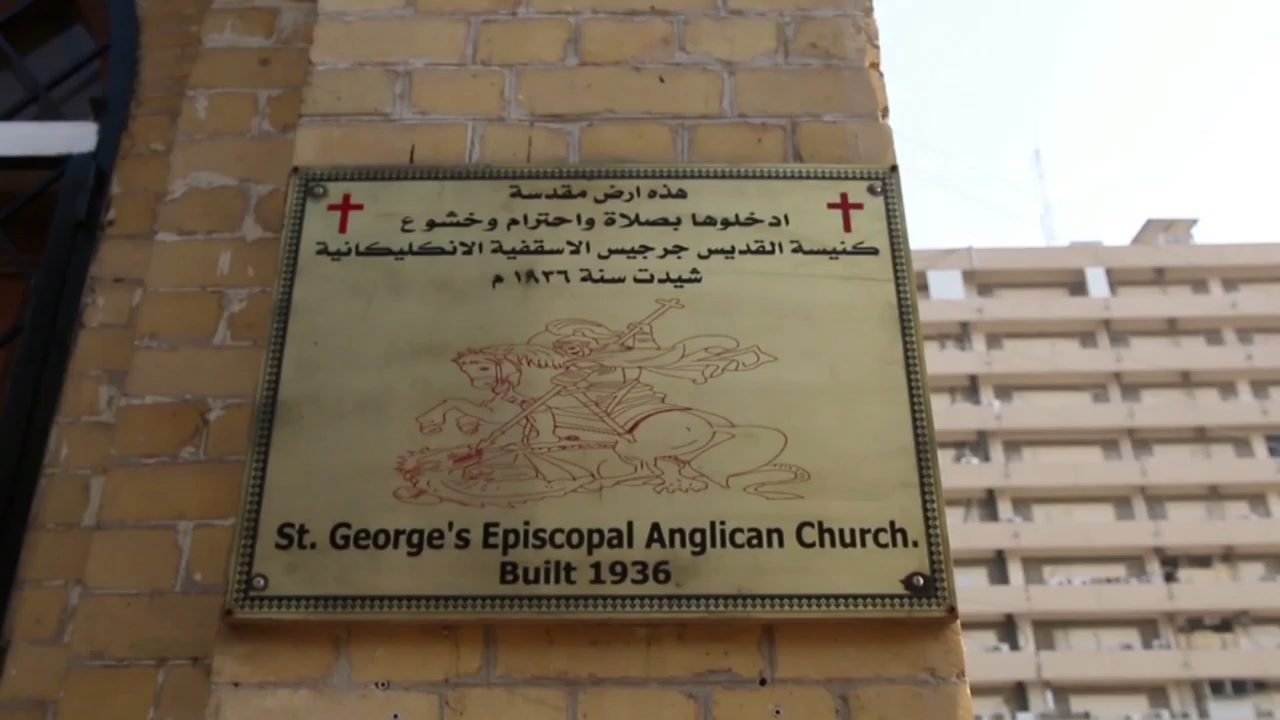 هذه ارض مقدسة
ادخلوها بصلاة واحترام وخشوع
كنيسة القديس جرجيس الاسقفية الانكليكانية
شيدت سنة ١٩٣٦ م
St. George's Episcopal Anglican Church.
Built 1936